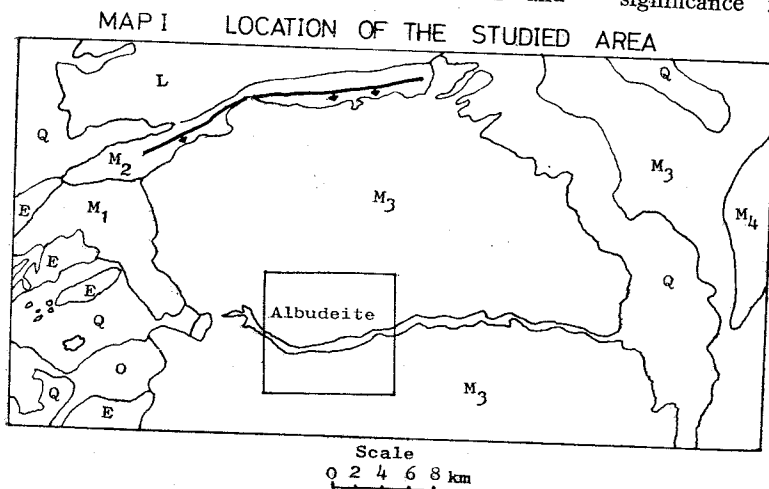 and significance
MAP I LOCATION OF THE STUDIED AREA
L
Q
Q
M2
M3
E
M1
M3
M4
E
E
Q
Albudeite
Q
O
Q
E
M3
Scale
0 2 4 6 8 km